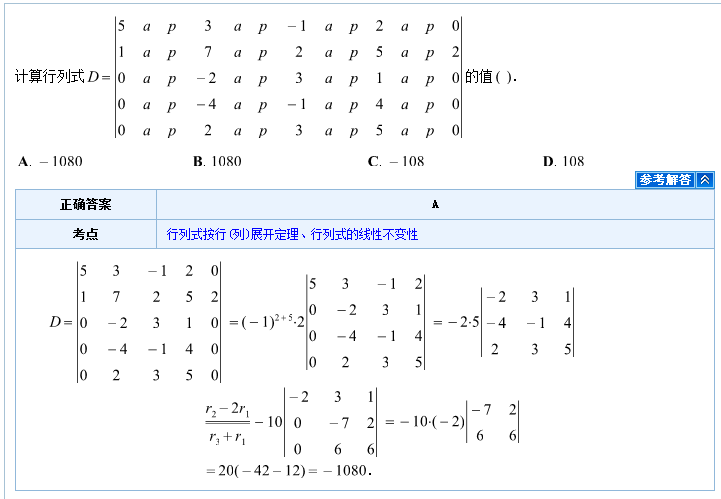 计算行列式 D = |5 a p 3 a p −1 a p 2 a p 0|
|1 a p 7 a p 2 a p 5 a p 2|
|0 a p −2 a p 3 a p 1 a p 0| 的值 ( ).
|0 a p −4 a p −1 a p 4 a p 0|
|0 a p 2 a p 3 a p 5 a p 0|
A. −1080 B. 1080 C. −108 D. 108
参考解答
正确答案 A
考点 行列式按行(列)展开定理、行列式的线性不变性
D = |5 3 −1 2 0|
|1 7 2 5 2|
|0 −2 3 1 0|
|0 −4 −1 4 0|
|0 2 3 5 0|
= (−1)²⁺⁵·2 |5 3 −1 2|
|0 −2 3 1|
|0 −4 −1 4|
|0 2 3 5|
= −2·5 |−2 3 1|
|−4 −1 4|
|2 3 5|
r₂ − 2r₁
r₃ + r₁
−10 |−2 3 1|
|0 −7 2|
|0 6 6|
= −10·(−2) |−7 2|
|6 6|
= 20(−42 − 12) = −1080.